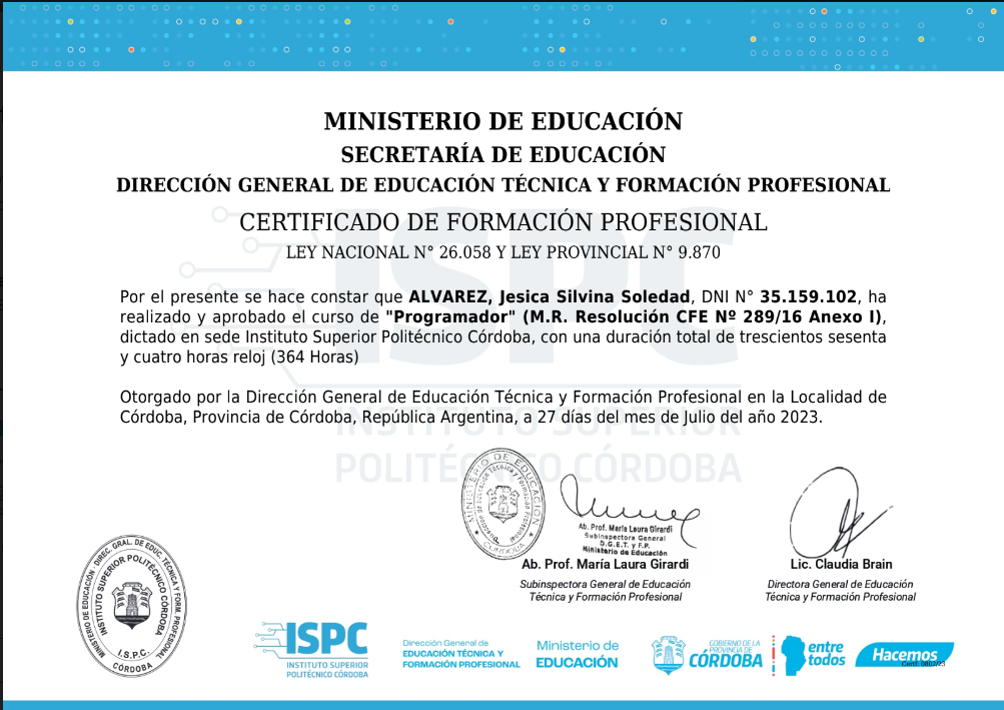 MINISTERIO DE EDUCACIÓN
SECRETARÍA DE EDUCACIÓN
DIRECCIÓN GENERAL DE EDUCACIÓN TÉCNICA Y FORMACIÓN PROFESIONAL
CERTIFICADO DE FORMACIÓN PROFESIONAL
LEY NACIONAL N° 26.058 Y LEY PROVINCIAL N° 9.870
Por el presente se hace constar que ALVAREZ, Jesica Silvina Soledad, DNI N° 35.159.102, ha
realizado y aprobado el curso de "Programador" (M.R. Resolución CFE Nº 289/16 Anexo I),
dictado en sede Instituto Superior Politécnico Córdoba, con una duración total de trescientos sesenta
y cuatro horas reloj (364 Horas)
Otorgado por la Dirección General de Educación Técnica y Formación Profesional en la Localidad de
Córdoba, Provincia de Córdoba, República Argentina, a 27 días del mes de Julio del año 2023.
ISPC
INSTITUTO SUPERIOR
POLITÉCNICO CÓRDOBA
MINISTERIO DE EDUCACIÓN
CÓRDOBA
Ab. Prof. María Laura Girardi
Subinspectora General
D.G.E.T. y F.P.
Ministerio de Educación
Ab. Prof. María Laura Girardi
Subinspectora General de Educación
Técnica y Formación Profesional
Lic. Claudia Brain
Directora General de Educación
Técnica y Formación Profesional
MINISTERIO DE EDUCACIÓN - DIREC. GRAL. DE EDUC. TÉCNICA Y FORM. PROFESIONAL
INSTITUTO SUPERIOR POLITÉCNICO CÓRDOBA
I.S.P.C.
CÓRDOBA
ISPC
INSTITUTO SUPERIOR
POLITÉCNICO CÓRDOBA
Dirección General de
EDUCACIÓN TÉCNICA Y
FORMACIÓN PROFESIONAL
Ministerio de
EDUCACIÓN
GOBIERNO DE LA
PROVINCIA DE
CÓRDOBA
entre
todos
Hacemos